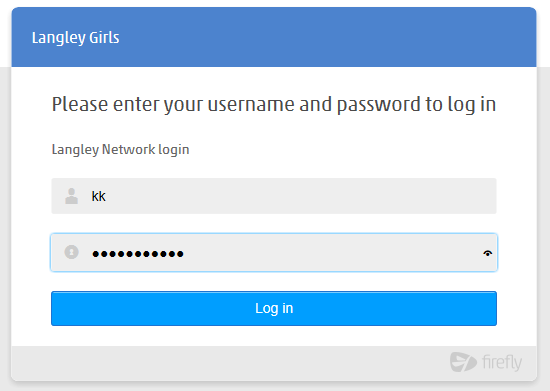 Langley Girls
Please enter your username and password to log in
Langley Network login
kk
●●●●●●●●●●●
Log in
firefly